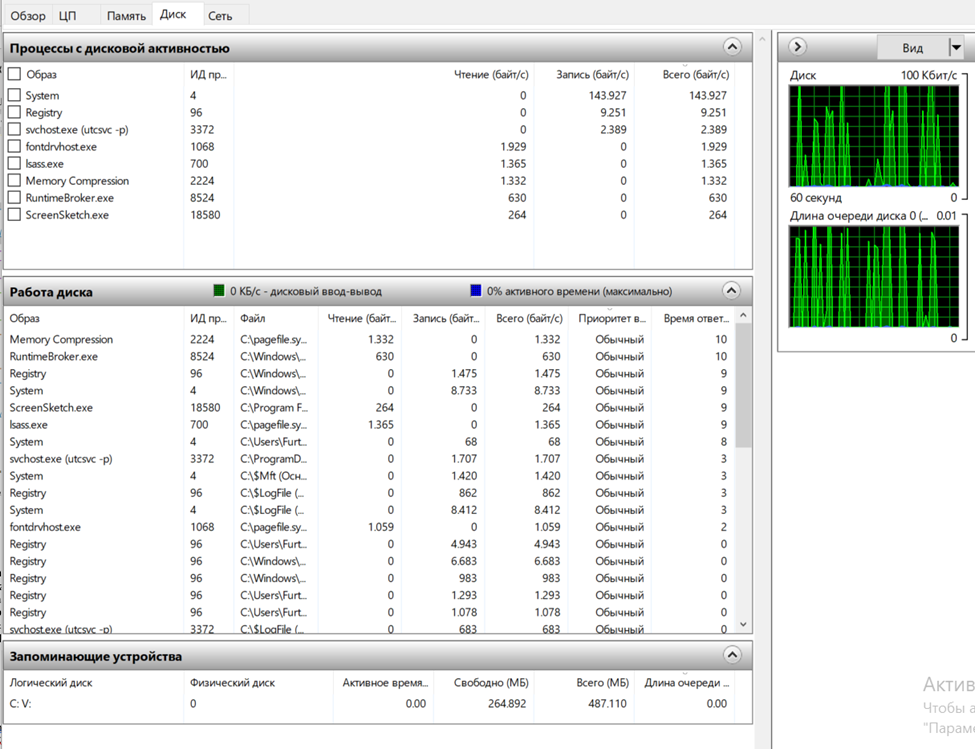 Обзор ЦП Память Диск Сеть
Процессы с дисковой активностью
Образ ИД пр... Чтение (байт/с) Запись (байт/с) Всего (байт/с)
System 4 0 143.927 143.927
Registry 96 0 9.251 9.251
svchost.exe (utcsvc -p) 3372 0 2.389 2.389
fontdrvhost.exe 1068 1.929 0 1.929
lsass.exe 700 1.365 0 1.365
Memory Compression 2224 1.332 0 1.332
RuntimeBroker.exe 8524 630 0 630
ScreenSketch.exe 18580 264 0 264
Работа диска 0 КБ/с - дисковый ввод-вывод 0% активного времени (максимально)
Образ ИД пр... Файл Чтение (байт... Запись (байт... Всего (байт/с) Приоритет в... Время ответ...
Memory Compression 2224 C:\pagefile.sy... 1.332 0 1.332 Обычный 10
RuntimeBroker.exe 8524 C:\Windows\... 630 0 630 Обычный 10
Registry 96 C:\Windows\... 0 1.475 1.475 Обычный 9
System 4 C:\Windows\... 0 8.733 8.733 Обычный 9
ScreenSketch.exe 18580 C:\Program F... 264 0 264 Обычный 9
lsass.exe 700 C:\pagefile.sy... 1.365 0 1.365 Обычный 9
System 4 C:\Users\Furt... 0 68 68 Обычный 8
svchost.exe (utcsvc -p) 3372 C:\ProgramD... 0 1.707 1.707 Обычный 3
System 4 C:\$Mft (Осн... 0 1.420 1.420 Обычный 3
Registry 96 C:\$LogFile (... 0 862 862 Обычный 3
System 4 C:\$LogFile (... 0 8.412 8.412 Обычный 3
fontdrvhost.exe 1068 C:\pagefile.sy... 1.059 0 1.059 Обычный 2
Registry 96 C:\Users\Furt... 0 4.943 4.943 Обычный 0
Registry 96 C:\Windows\... 0 6.683 6.683 Обычный 0
Registry 96 C:\Windows\... 0 983 983 Обычный 0
Registry 96 C:\Users\Furt... 0 1.293 1.293 Обычный 0
Registry 96 C:\Users\Furt... 0 1.078 1.078 Обычный 0
svchost.exe (utcsvc -p) 3372 C:\$LogFile (... 0 683 683 Обычный 0
Запоминающие устройства
Логический диск Физический диск Активное время... Свободно (МБ) Всего (МБ) Длина очереди ...
C: V: 0 0.00 264.892 487.110 0.00
Вид
Диск 100 Кбит/с
60 секунд 0
Длина очереди диска 0 (... 0.01
0
Актив
Чтобы а
"Парам